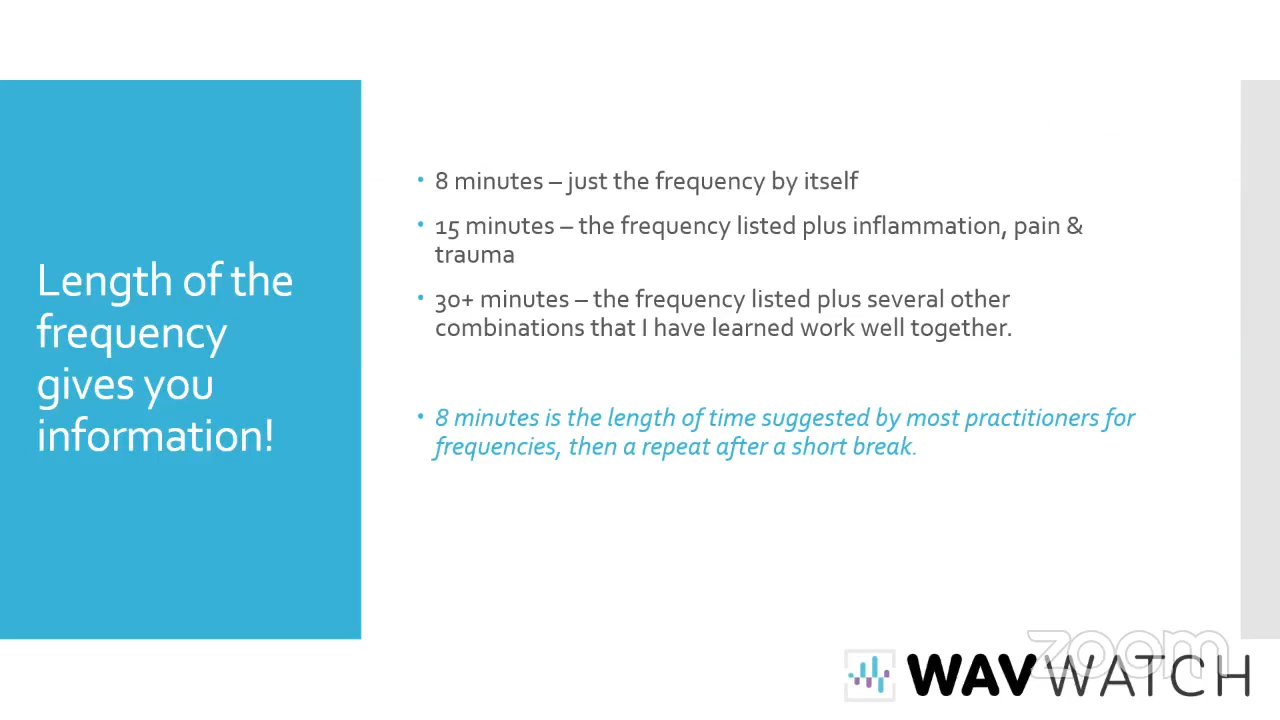 Length of the
frequency
gives you
information!
• 8 minutes – just the frequency by itself
• 15 minutes – the frequency listed plus inflammation, pain &
trauma
• 30+ minutes – the frequency listed plus several other
combinations that I have learned work well together.
• 8 minutes is the length of time suggested by most practitioners for
frequencies, then a repeat after a short break.
zoom
WAVWATCH